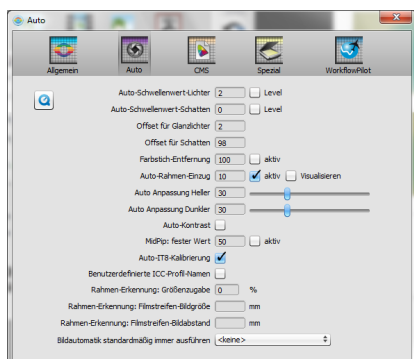 Auto
Allgemein Auto CMS Spezial WorkflowPilot
Auto-Schwellenwert-Lichter 2 Level
Auto-Schwellenwert-Schatten 0 Level
Offset für Glanzlichter 2
Offset für Schatten 98
Farbstich-Entfernung 100 aktiv
Auto-Rahmen-Einzug 10 aktiv Visualisieren
Auto Anpassung Heller 30
Auto Anpassung Dunkler 30
Auto-Kontrast
MidPip: fester Wert 50 aktiv
Auto-IT8-Kalibrierung
Benutzerdefinierte ICC-Profil-Namen
Rahmen-Erkennung: Größenzugabe 0 %
Rahmen-Erkennung: Filmstreifen-Bildgröße mm
Rahmen-Erkennung: Filmstreifen-Bildabstand mm
Bildautomatik standardmäßig immer ausführen <keine>